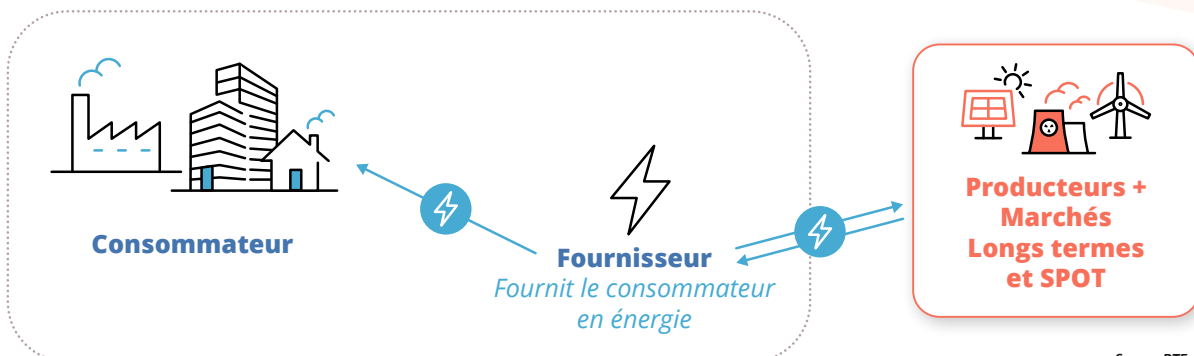 Consommateur
Fournisseur
Fournit le consommateur
en énergie
Producteurs +
Marchés
Longs termes
et SPOT